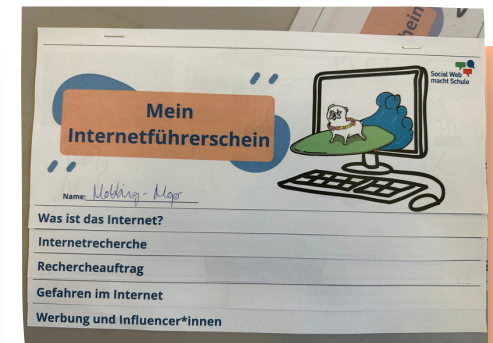 hein
Social Web
macht Schule
Mein
Internetführerschein
Name: Mobbing - Mops
Was ist das Internet?
Internetrecherche
Rechercheauftrag
Gefahren im Internet
Werbung und Influencer*innen